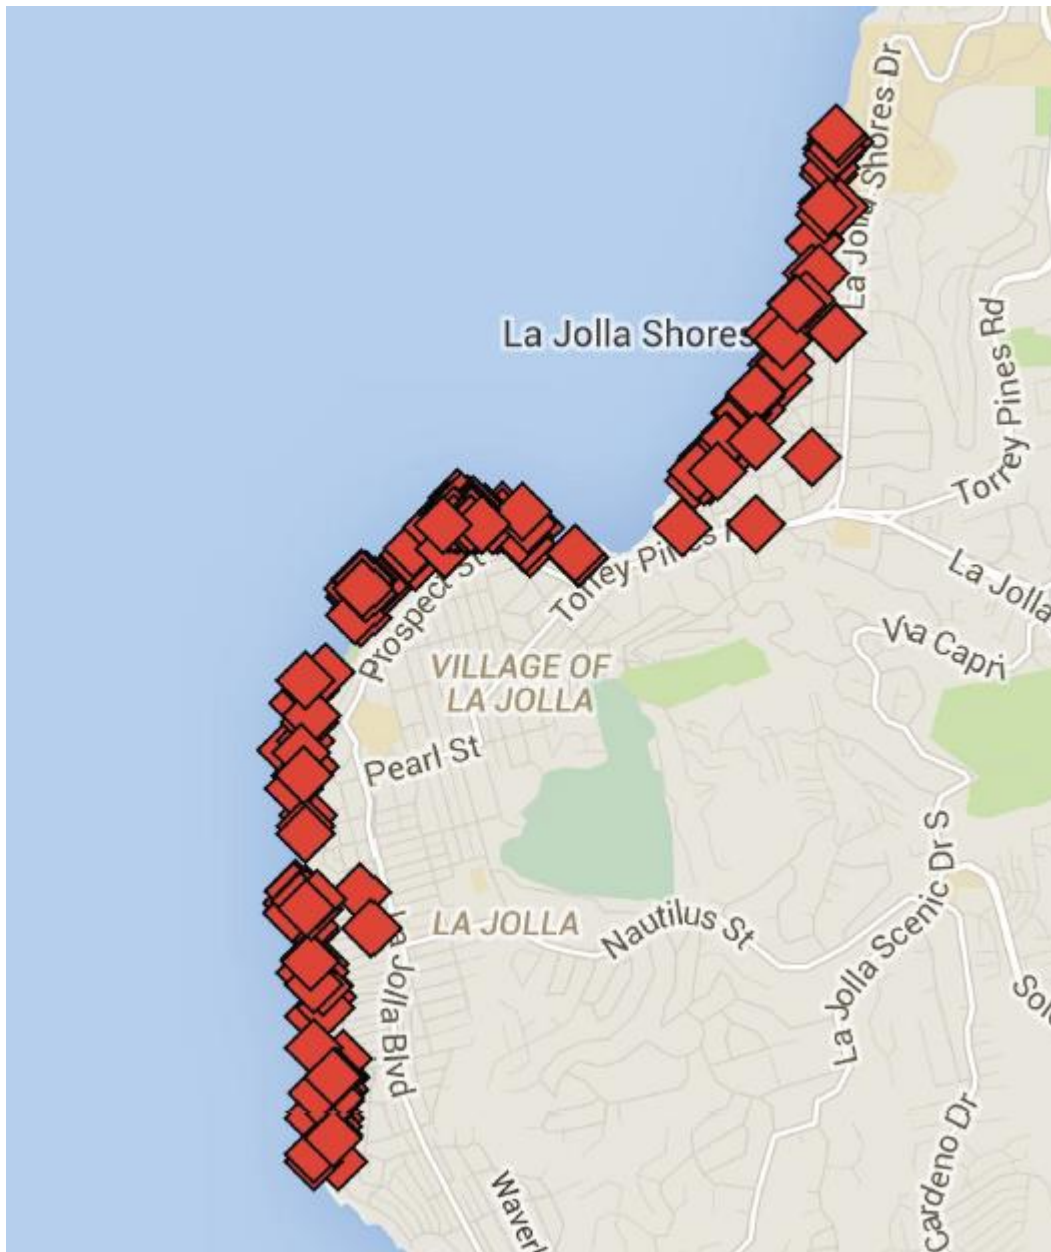 La Jolla Shores Dr
La Jolla Shores
Torrey Pines Rd
Torrey Pines
La Jolla
Via Capri
Prospect St
VILLAGE OF
LA JOLLA
Pearl St
LA JOLLA
Nautilus St
La Jolla Scenic Dr S
La Jolla Blvd
Cardeno Dr